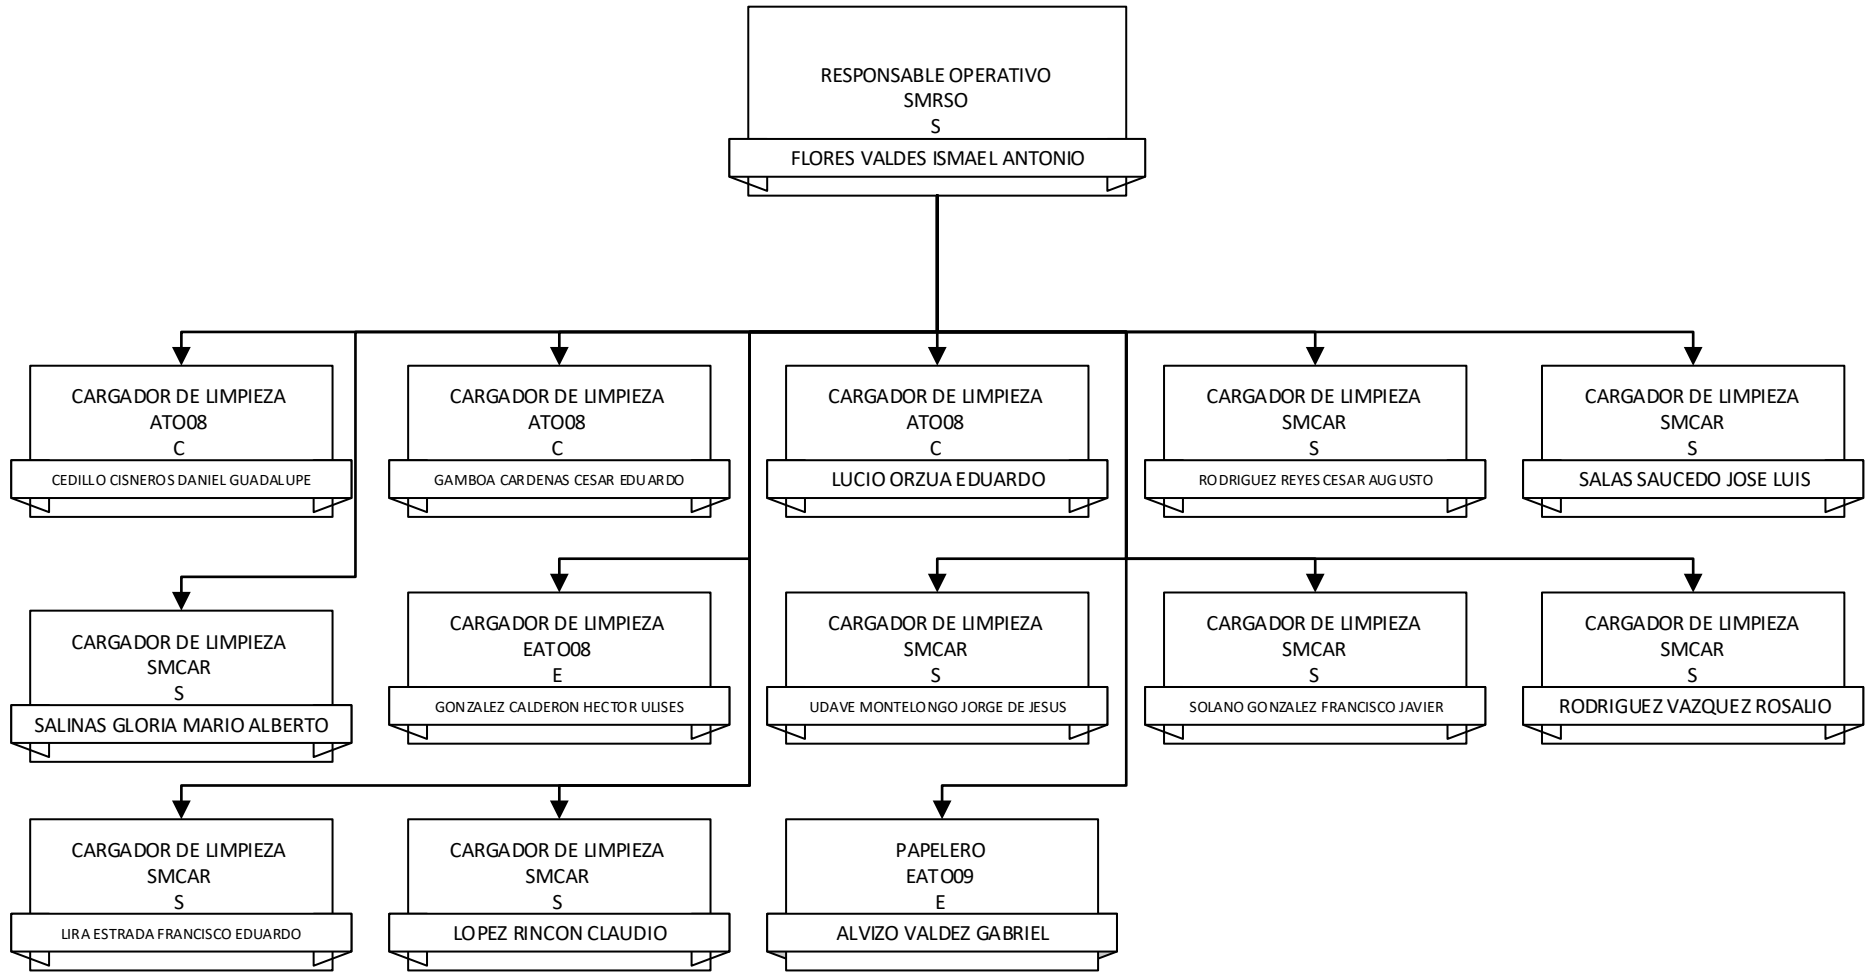 RESPONSABLE OPERATIVO
SMRSO
S
FLORES VALDES ISMAEL ANTONIO
CARGADOR DE LIMPIEZA
ATO08
C
CEDILLO CISNEROS DANIEL GUADALUPE
CARGADOR DE LIMPIEZA
ATO08
C
GAMBOA CARDENAS CESAR EDUARDO
CARGADOR DE LIMPIEZA
ATO08
C
LUCIO ORZUA EDUARDO
CARGADOR DE LIMPIEZA
SMCAR
S
RODRIGUEZ REYES CESAR AUGUSTO
CARGADOR DE LIMPIEZA
SMCAR
S
SALAS SAUCEDO JOSE LUIS
CARGADOR DE LIMPIEZA
SMCAR
S
SALINAS GLORIA MARIO ALBERTO
CARGADOR DE LIMPIEZA
EATO08
E
GONZALEZ CALDERON HECTOR ULISES
CARGADOR DE LIMPIEZA
SMCAR
S
UDAVE MONTELONGO JORGE DE JESUS
CARGADOR DE LIMPIEZA
SMCAR
S
SOLANO GONZALEZ FRANCISCO JAVIER
CARGADOR DE LIMPIEZA
SMCAR
S
RODRIGUEZ VAZQUEZ ROSALIO
CARGADOR DE LIMPIEZA
SMCAR
S
LIRA ESTRADA FRANCISCO EDUARDO
CARGADOR DE LIMPIEZA
SMCAR
S
LOPEZ RINCON CLAUDIO
PAPELERO
EATO09
E
ALVIZO VALDEZ GABRIEL